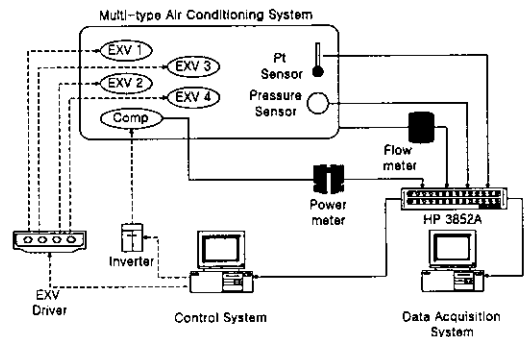 Multi-type Air Conditioning System
EXV 1
EXV 3
EXV 2
EXV 4
Comp
Pt
Sensor
Pressure
Sensor
Flow
meter
Power
meter
HP 3852A
Inverter
EXV
Driver
Control System
Data Acquisition
System